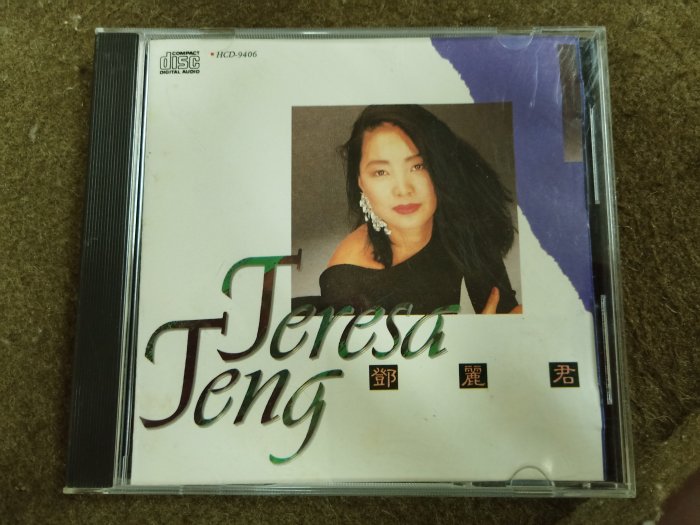 COMPACT
disc
DIGITAL AUDIO
HCD-9406
Teresa
Teng
鄧 麗 君